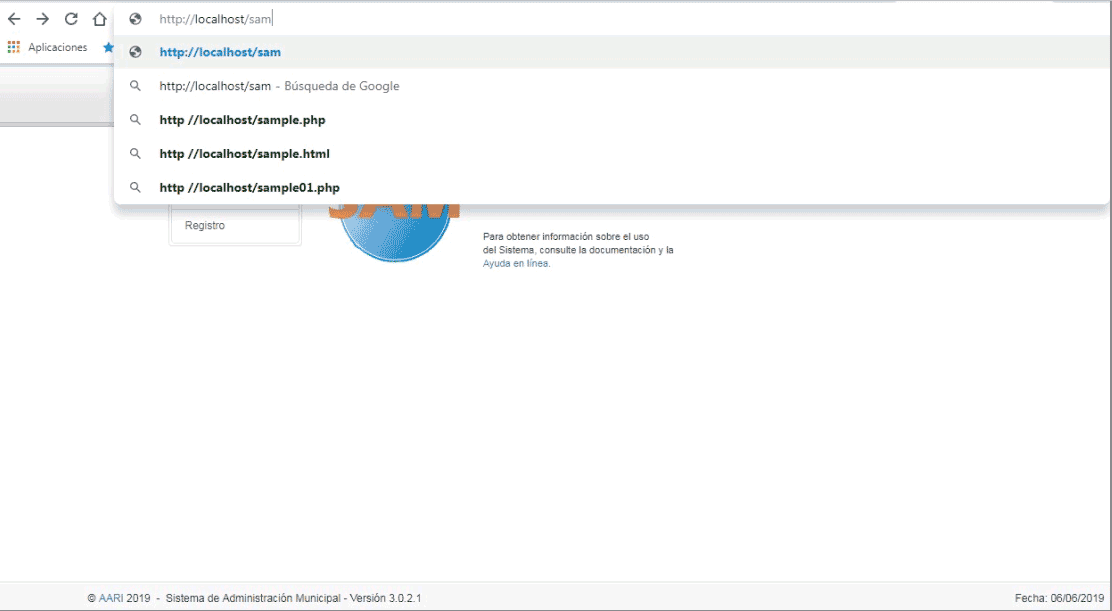 http://localhost/sam
Aplicaciones
http://localhost/sam
http://localhost/sam - Búsqueda de Google
http //localhost/sample.php
http //localhost/sample.html
http //localhost/sample01.php
Registro
Para obtener información sobre el uso
del Sistema, consulte la documentación y la
Ayuda en línea.
© AARI 2019 - Sistema de Administración Municipal - Versión 3.0.2.1
Fecha: 06/06/2019